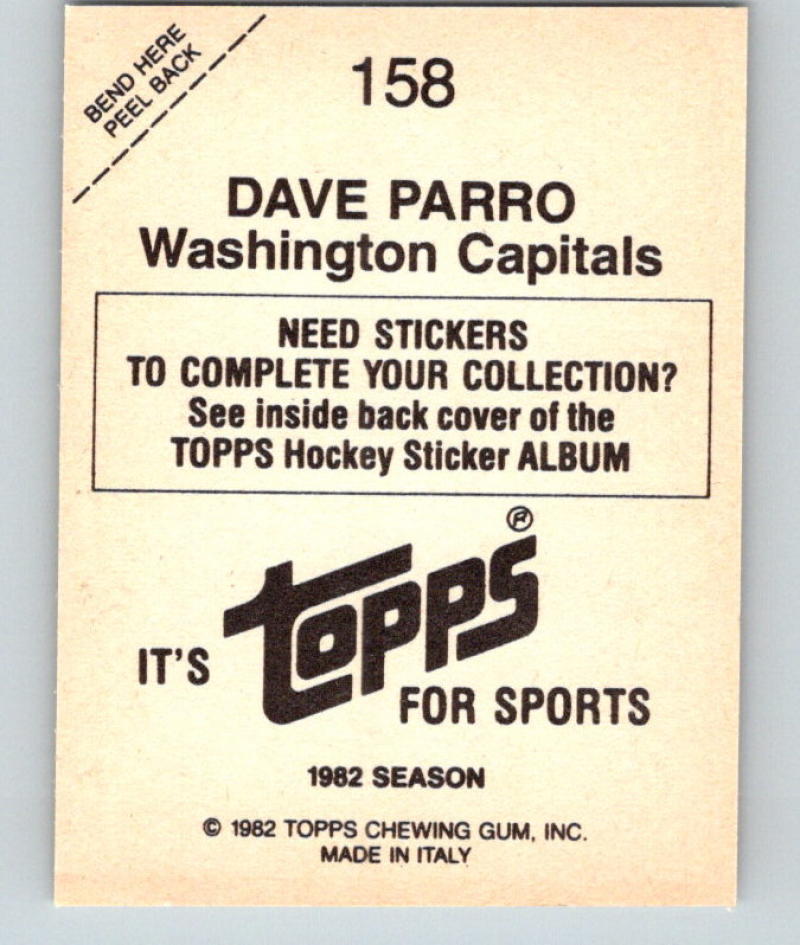 BEND HERE
PEEL BACK
158
DAVE PARRO
Washington Capitals
NEED STICKERS
TO COMPLETE YOUR COLLECTION?
See inside back cover of the
TOPPS Hockey Sticker ALBUM
IT'S topps® FOR SPORTS
1982 SEASON
© 1982 TOPPS CHEWING GUM, INC.
MADE IN ITALY